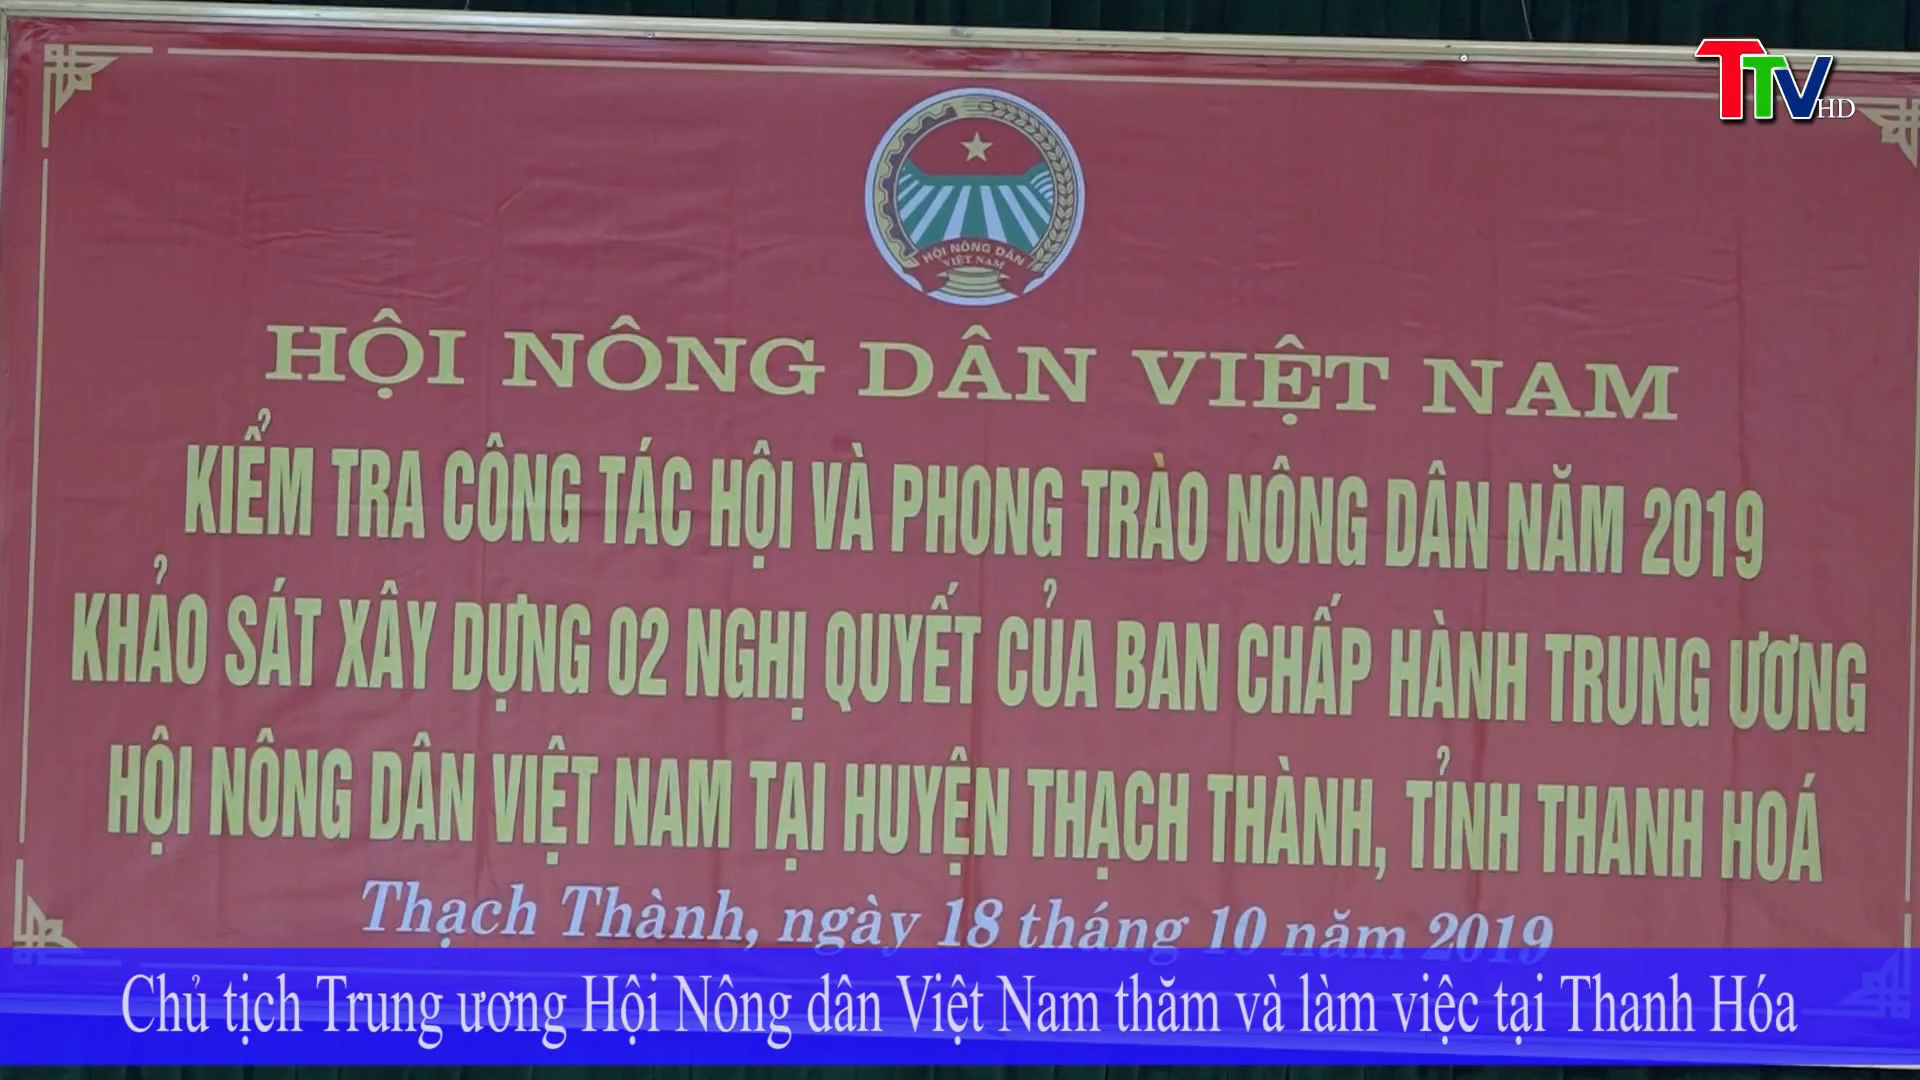 TTV HD
HỘI NÔNG DÂN
VIỆT NAM
HỘI NÔNG DÂN VIỆT NAM
KIỂM TRA CÔNG TÁC HỘI VÀ PHONG TRÀO NÔNG DÂN NĂM 2019
KHẢO SÁT XÂY DỰNG 02 NGHỊ QUYẾT CỦA BAN CHẤP HÀNH TRUNG ƯƠNG
HỘI NÔNG DÂN VIỆT NAM TẠI HUYỆN THẠCH THÀNH, TỈNH THANH HOÁ
Thạch Thành, ngày 18 tháng 10 năm 2019
Chủ tịch Trung ương Hội Nông dân Việt Nam thăm và làm việc tại Thanh Hóa